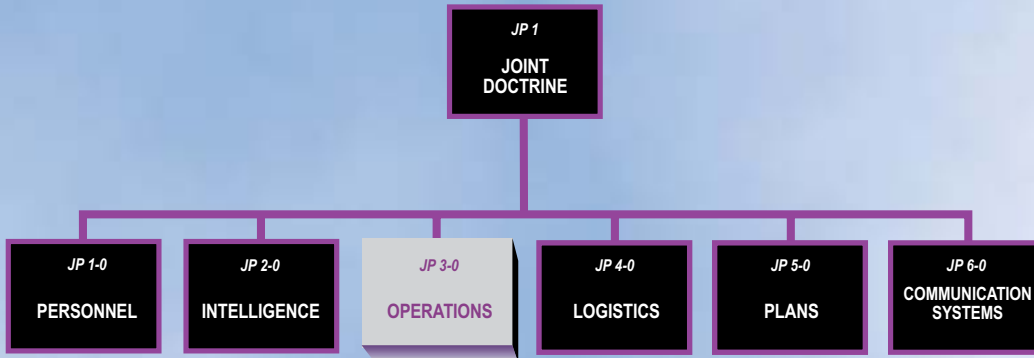 JP 1
JOINT
DOCTRINE
JP 1-0
PERSONNEL
JP 2-0
INTELLIGENCE
JP 3-0
OPERATIONS
JP 4-0
LOGISTICS
JP 5-0
PLANS
JP 6-0
COMMUNICATION
SYSTEMS